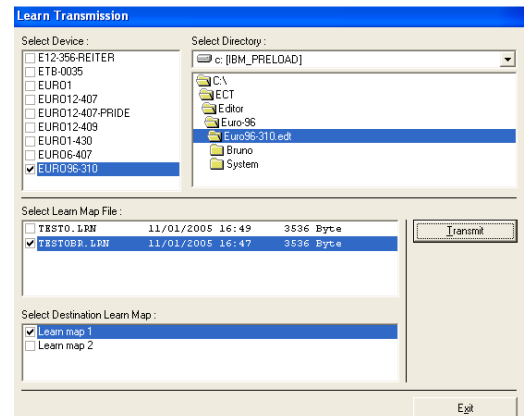 Learn Transmission
Select Device :
E12-356-REITER
ETB-0035
EURO1
EURO12-407
EURO12-407-PRIDE
EURO12-409
EURO1-430
EURO6-407
EURO96-310
Select Directory :
c: [IBM_PRELOAD]
C:\
ECT
Editor
Euro-96
Euro96-310.edt
Bruno
System
Select Learn Map File :
TESTO.LRN 11/01/2005 16:49 3536 Byte
TESTOBR.LRN 11/01/2005 16:47 3536 Byte
Transmit
Select Destination Learn Map :
Learn map 1
Learn map 2
Exit